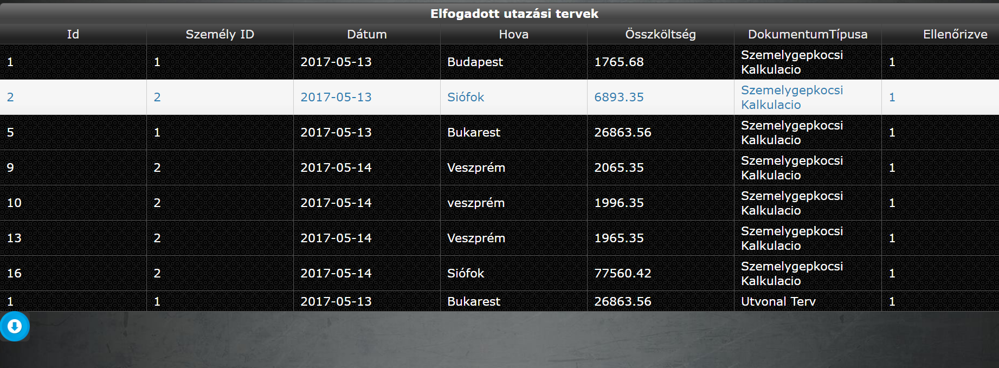 Elfogadott utazási tervek
Id Személy ID Dátum Hova Összköltség DokumentumTípusa Ellenőrizve
1 1 2017-05-13 Budapest 1765.68 Szemelygepkocsi Kalkulacio 1
2 2 2017-05-13 Siófok 6893.35 Szemelygepkocsi Kalkulacio 1
5 1 2017-05-13 Bukarest 26863.56 Szemelygepkocsi Kalkulacio 1
9 2 2017-05-14 Veszprém 2065.35 Szemelygepkocsi Kalkulacio 1
10 2 2017-05-14 veszprém 1996.35 Szemelygepkocsi Kalkulacio 1
13 2 2017-05-14 Veszprém 1965.35 Szemelygepkocsi Kalkulacio 1
16 2 2017-05-14 Siófok 77560.42 Szemelygepkocsi Kalkulacio 1
1 1 2017-05-13 Bukarest 26863.56 Utvonal Terv 1